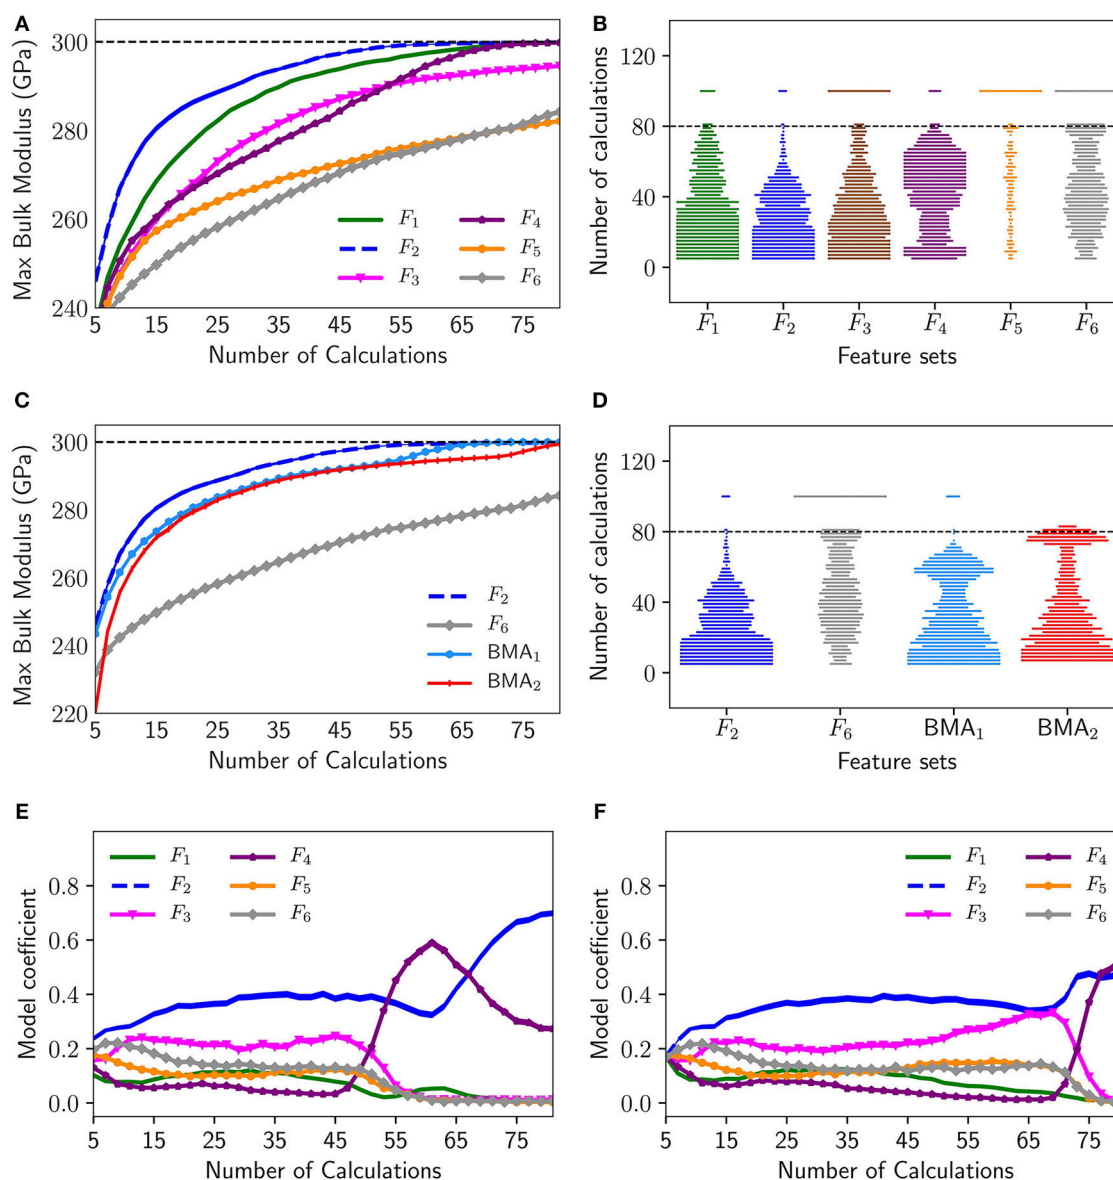 A
Max Bulk Modulus (GPa)
300
280
260
240
5 15 25 35 45 55 65 75
Number of Calculations
F1 F4
F2 F5
F3 F6
B
Number of calculations
120
80
40
0
F1 F2 F3 F4 F5 F6
Feature sets
C
Max Bulk Modulus (GPa)
300
280
260
240
220
5 15 25 35 45 55 65 75
Number of Calculations
F2
F6
BMA1
BMA2
D
Number of calculations
120
80
40
0
F2 F6 BMA1 BMA2
Feature sets
E
Model coefficient
0.8
0.6
0.4
0.2
0.0
5 15 25 35 45 55 65 75
Number of Calculations
F1 F4
F2 F5
F3 F6
F
Model coefficient
0.8
0.6
0.4
0.2
0.0
5 15 25 35 45 55 65 75
Number of Calculations
F1 F4
F2 F5
F3 F6